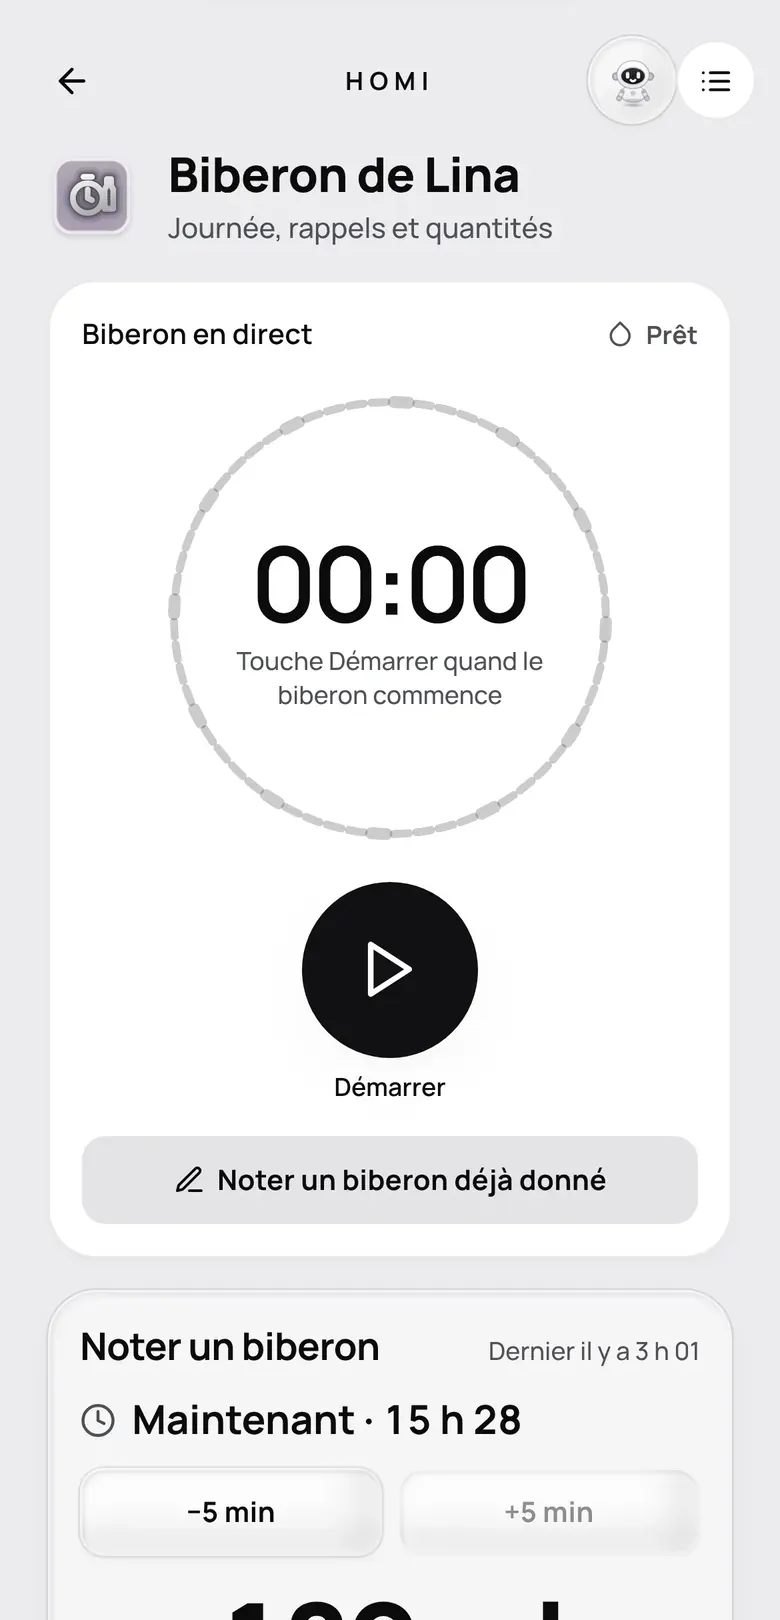 HOMI
Biberon de Lina
Journée, rappels et quantités
Biberon en direct
Prêt
00:00
Touche Démarrer quand le
biberon commence
Démarrer
Noter un biberon déjà donné
Noter un biberon
Dernier il y a 3 h 01
Maintenant · 15 h 28
−5 min
+5 min